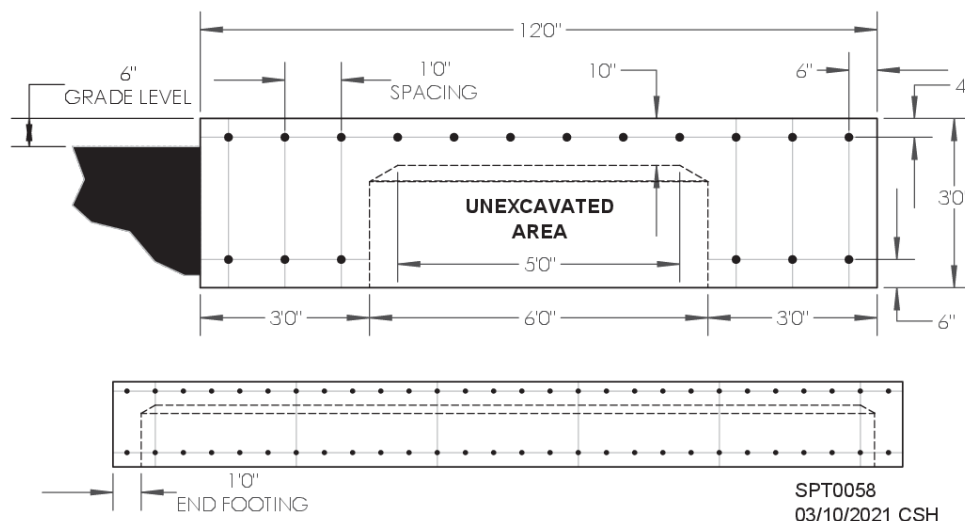 12'0"
6"
GRADE LEVEL
1'0"
SPACING
10"
6"
4
3'0
UNEXCAVATED
AREA
5'0"
3'0"
6'0"
3'0"
6"
1'0"
END FOOTING
SPT0058
03/10/2021 CSH